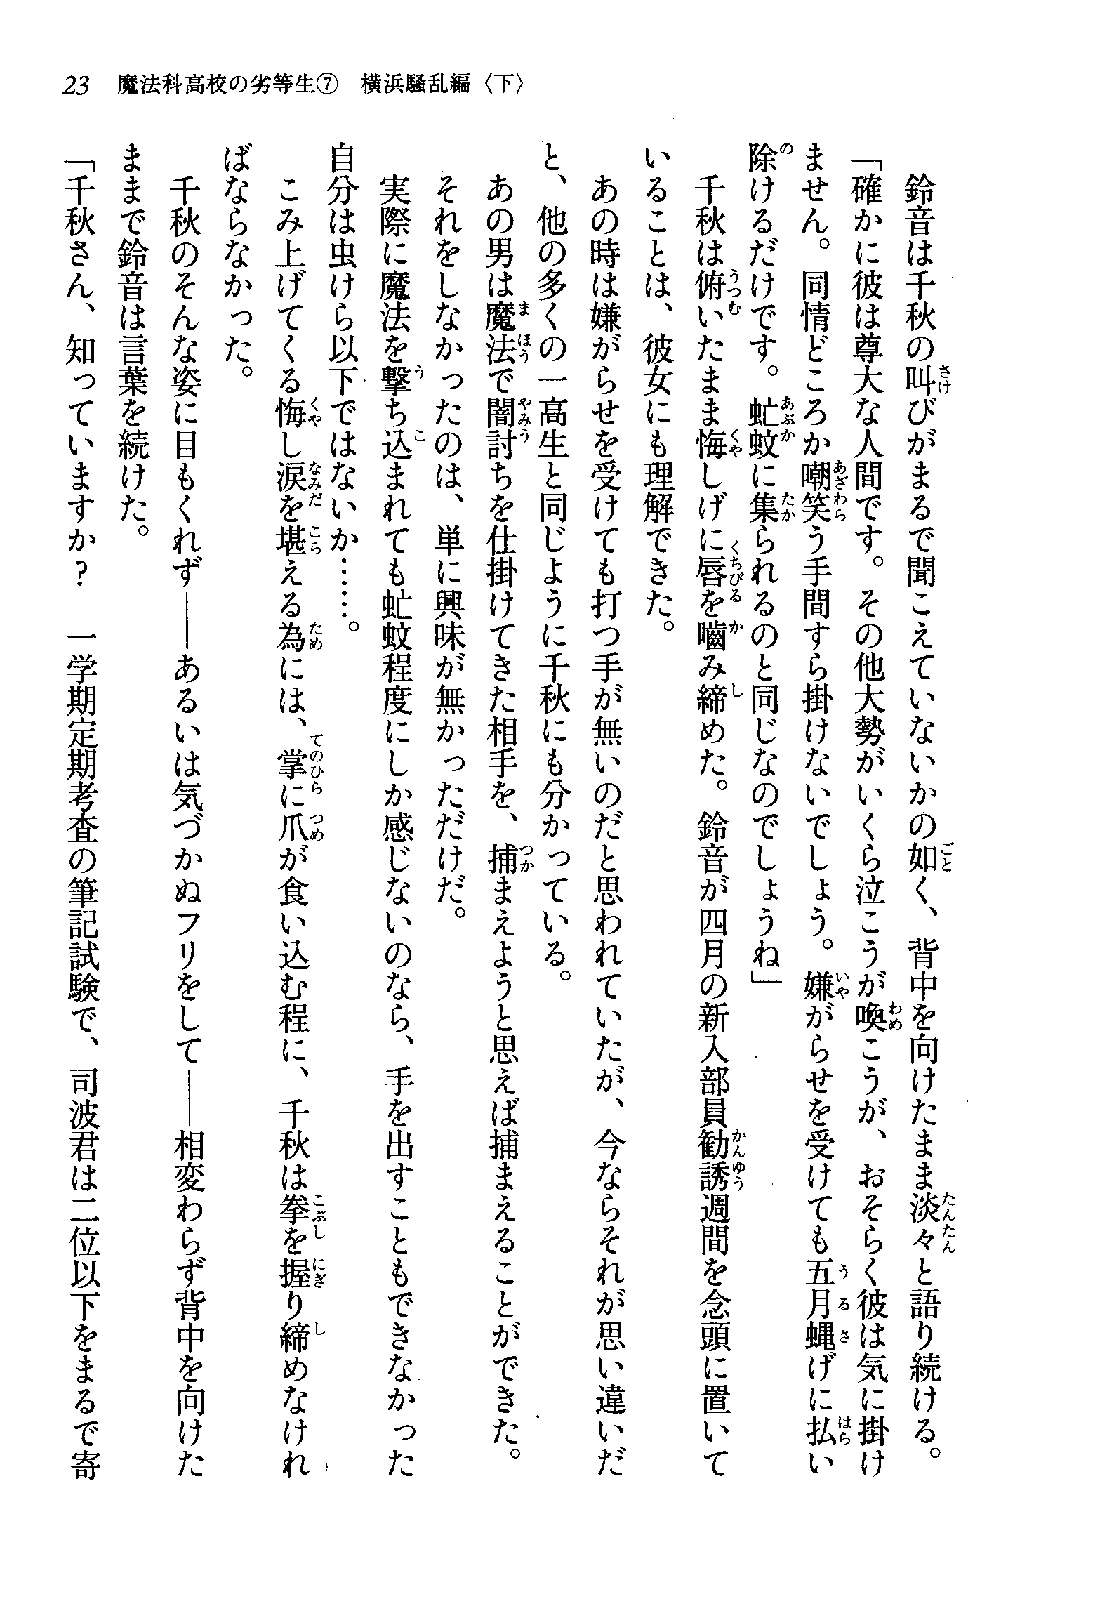 23　魔法科高校の劣等生⑦　横浜騒乱編〈下〉
　鈴音は千秋の叫びがまるで聞こえていないかの如く、背中を向けたまま淡々と語り続ける。
「確かに彼は尊大な人間です。その他大勢がいくら泣こうが喚こうが、おそらく彼は気に掛け
ません。同情どころか嘲笑う手間すら掛けないでしょう。嫌がらせを受けても五月蝿げに払い
除けるだけです。虻蚊に集られるのと同じなのでしょうね」
　千秋は俯いたまま悔しげに唇を嚙み締めた。鈴音が四月の新入部員勧誘週間を念頭に置いて
いることは、彼女にも理解できた。
　あの時は嫌がらせを受けても打つ手が無いのだと思われていたが、今ならそれが思い違いだ
と、他の多くの一高生と同じように千秋にも分かっている。
　あの男は魔法で闇討ちを仕掛けてきた相手を、捕まえようと思えば捕まえることができた。
　それをしなかったのは、単に興味が無かっただけだ。
　実際に魔法を撃ち込まれても虻蚊程度にしか感じないのなら、手を出すこともできなかった
自分は虫けら以下ではないか……。
　こみ上げてくる悔し涙を堪える為には、掌に爪が食い込む程に、千秋は拳を握り締めなけれ
ばならなかった。
　千秋のそんな姿に目もくれず――あるいは気づかぬフリをして――相変わらず背中を向けた
ままで鈴音は言葉を続けた。
「千秋さん、知っていますか？　一学期定期考査の筆記試験で、司波君は二位以下をまるで寄